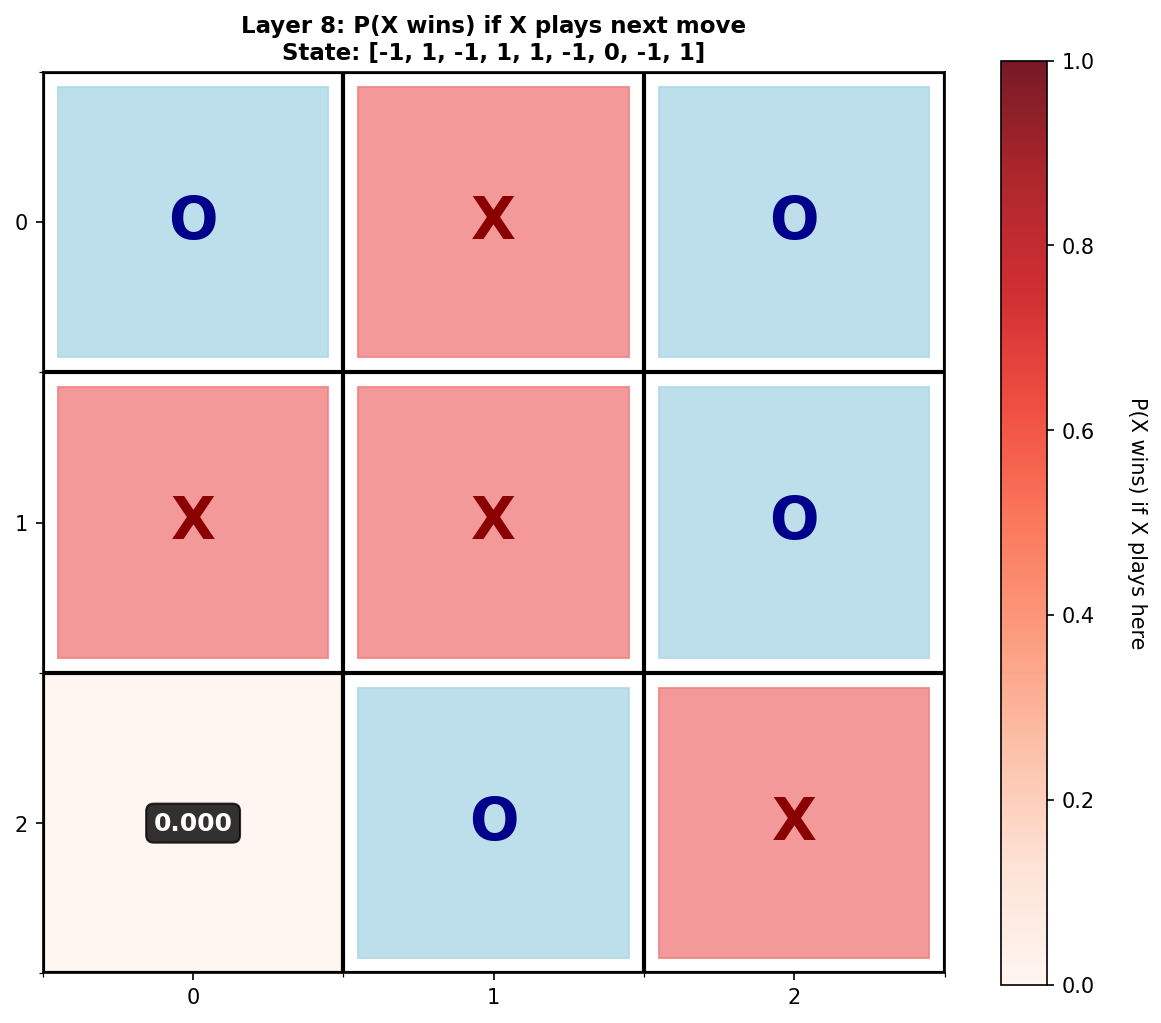 Layer 8: P(X wins) if X plays next move
State: [-1, 1, -1, 1, 1, -1, 0, -1, 1]
O X O
X X O
0.000 O X
0
1
2
0 1 2
1.0
0.8
0.6
0.4
0.2
0.0
P(X wins) if X plays here